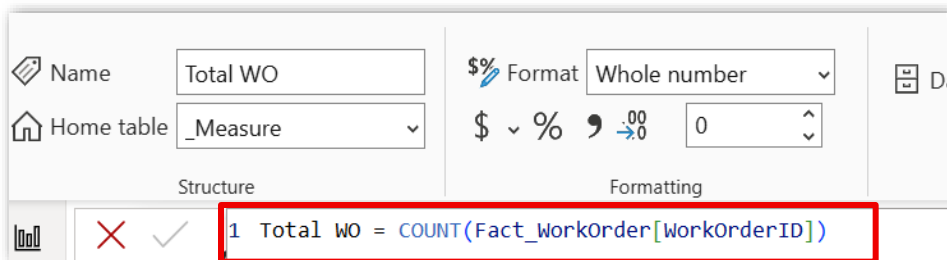 Name Total WO $% Format Whole number
Home table _Measure $ % , .00 →.0 0
Structure Formatting
1 Total WO = COUNT(Fact_WorkOrder[WorkOrderID])